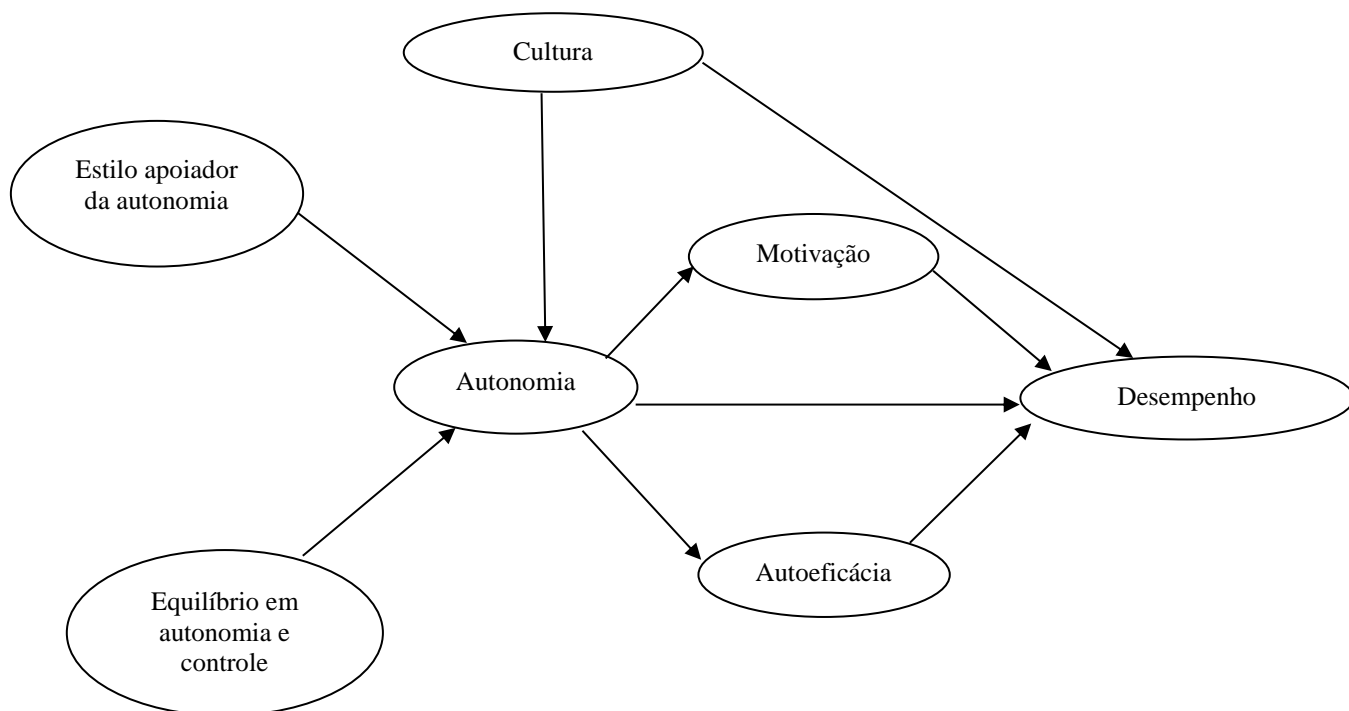 Cultura
Estilo apoiador
da autonomia
Motivação
Autonomia
Desempenho
Autoeficácia
Equilíbrio em
autonomia e
controle